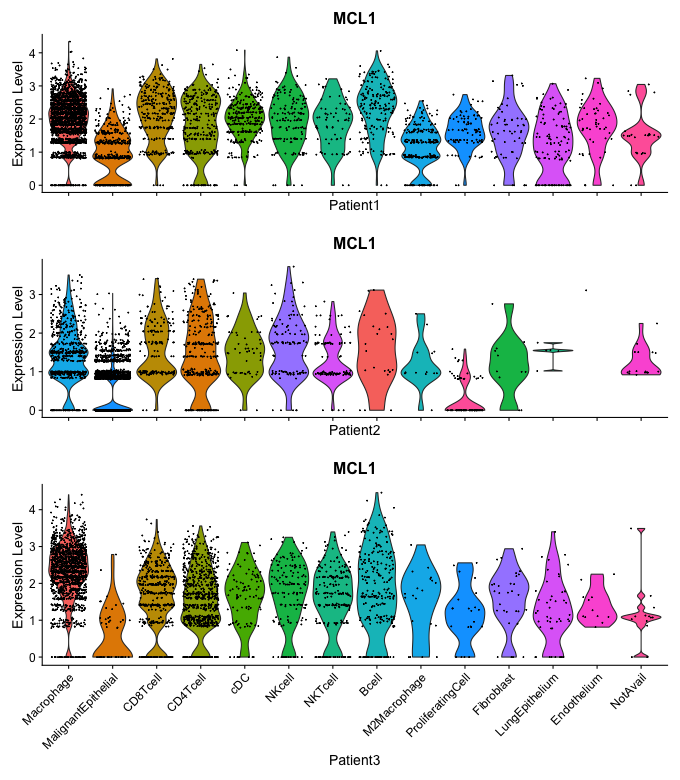 MCL1
Expression Level
4
3
2
1
0
Patient1
MCL1
Expression Level
3
2
1
0
Patient2
MCL1
Expression Level
4
3
2
1
0
Macrophage
MalignantEpithelial
CD8Tcell
CD4Tcell
cDC
NKcell
NKTcell
Bcell
M2Macrophage
ProliferatingCell
Fibroblast
LungEpithelium
Endothelium
NotAvail
Patient3